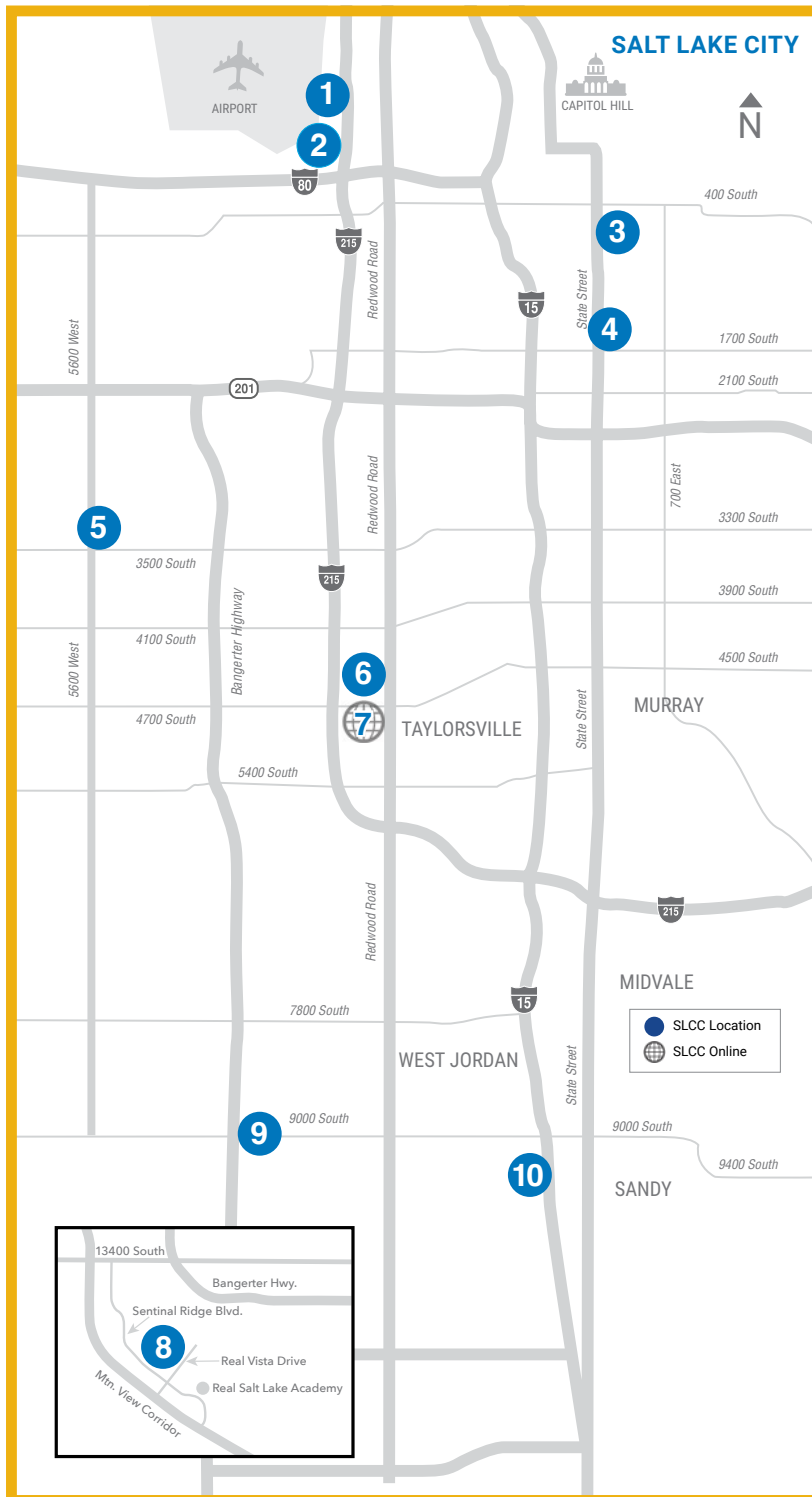 SALT LAKE CITY
AIRPORT
1
CAPITOL HILL
N
2
80
400 South
3
215
Redwood Road
15
State Street
4
5600 West
1700 South
2100 South
201
Redwood Road
700 East
5
3300 South
3500 South
215
3900 South
Bangerter Highway
4100 South
5600 West
6
4500 South
4700 South
7
TAYLORSVILLE
State Street
MURRAY
5400 South
Redwood Road
215
MIDVALE
15
7800 South
SLCC Location
SLCC Online
WEST JORDAN
State Street
9
9000 South
9000 South
9400 South
10
SANDY
13400 South
Bangerter Hwy.
Sentinal Ridge Blvd.
8
Real Vista Drive
Real Salt Lake Academy
Mtn. View Corridor